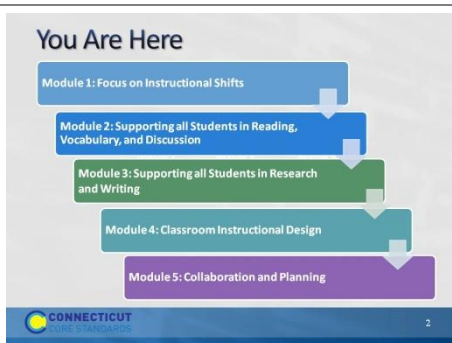 You Are Here
Module 1: Focus on Instructional Shifts
Module 2: Supporting all Students in Reading,
Vocabulary, and Discussion
Module 3: Supporting all Students in Research
and Writing
Module 4: Classroom Instructional Design
Module 5: Collaboration and Planning
CONNECTICUT
CORE STANDARDS
2